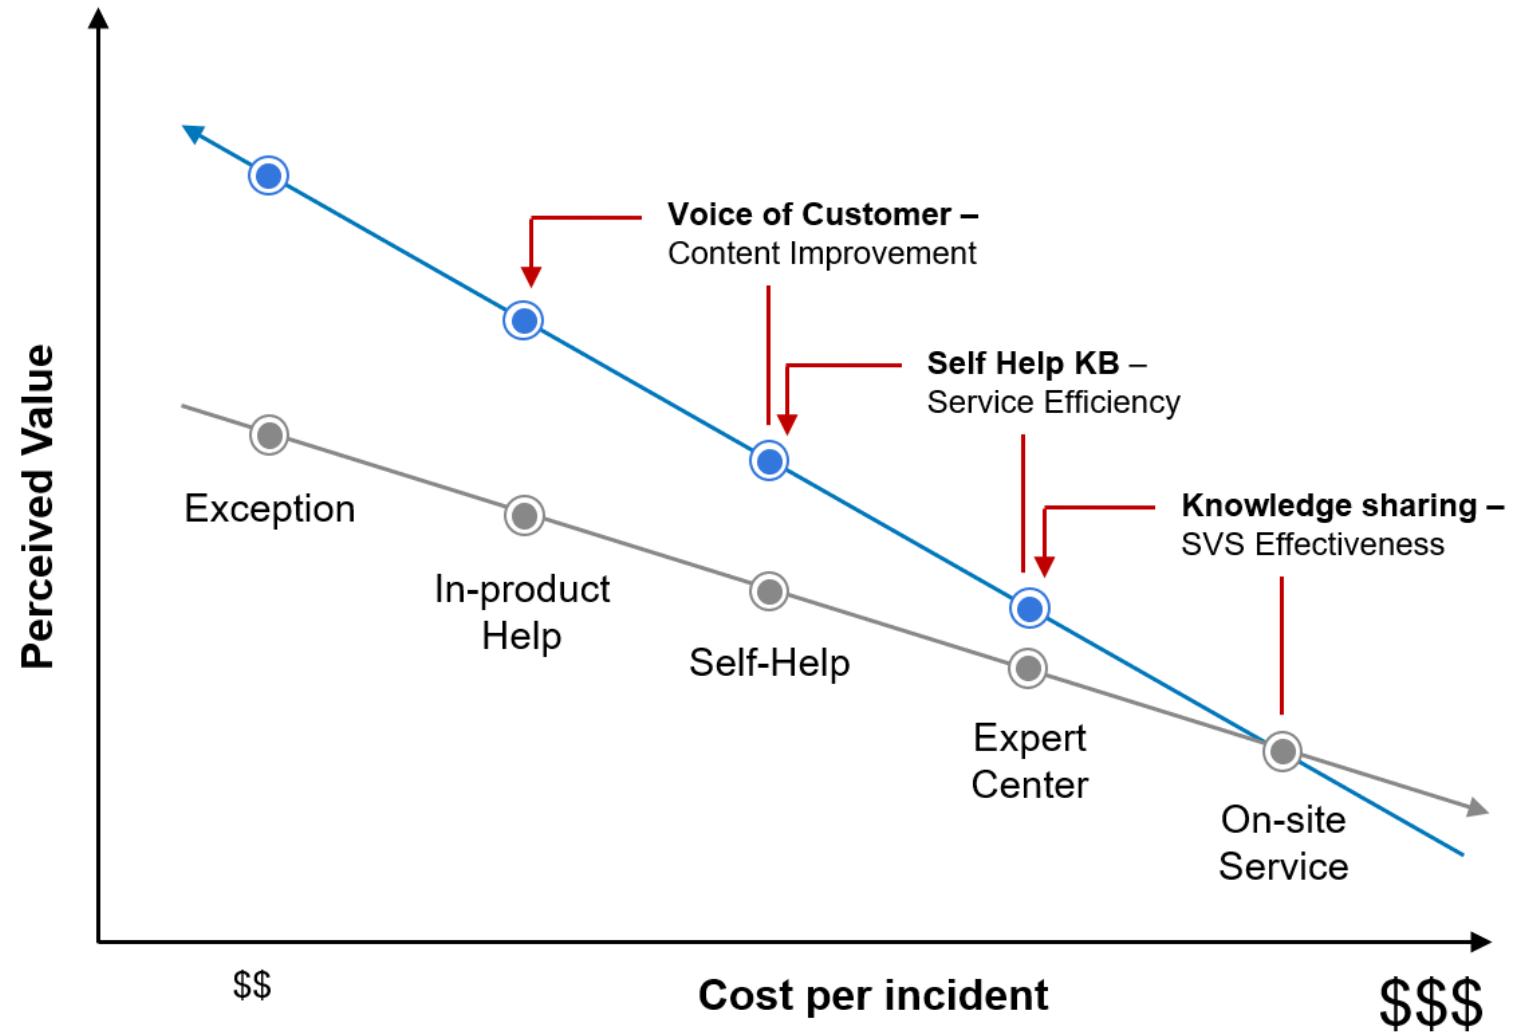 Voice of Customer –
Content Improvement
Self Help KB –
Service Efficiency
Knowledge sharing –
SVS Effectiveness
Perceived Value
Exception
In-product
Help
Self-Help
Expert
Center
On-site
Service
$$
Cost per incident
$$$